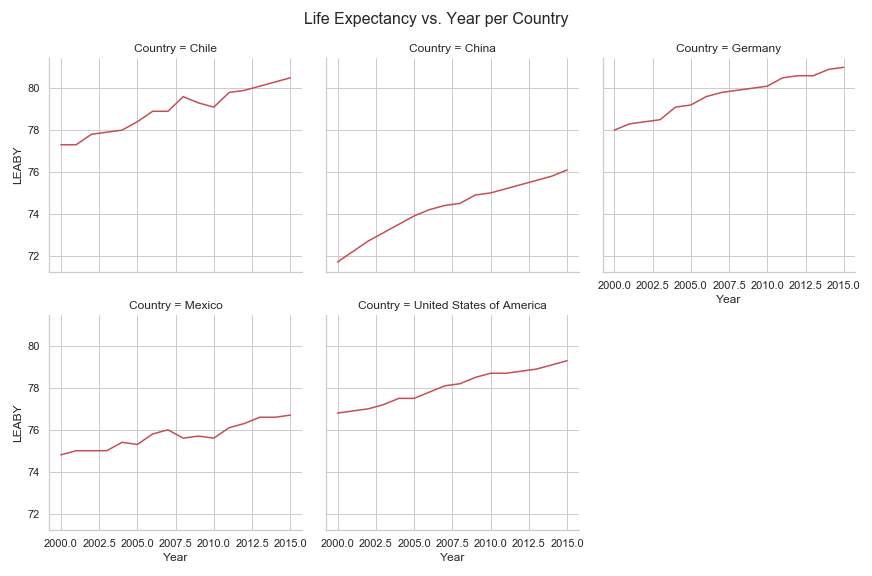 Life Expectancy vs. Year per Country
Country = Chile
Country = China
Country = Germany
80
78
76
74
72
LEABY
2000.0 2002.5 2005.0 2007.5 2010.0 2012.5 2015.0
Year
Country = Mexico
Country = United States of America
80
78
76
74
72
LEABY
2000.0 2002.5 2005.0 2007.5 2010.0 2012.5 2015.0
Year
2000.0 2002.5 2005.0 2007.5 2010.0 2012.5 2015.0
Year